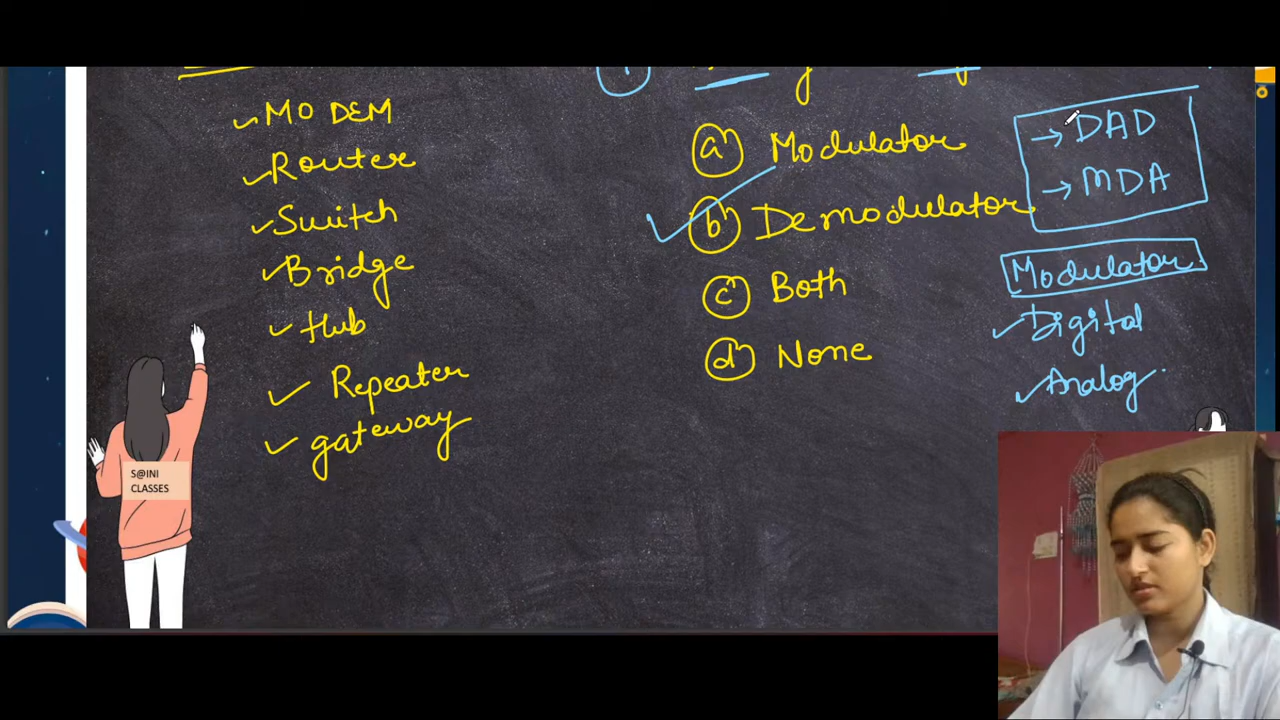 MODEM
Router
Switch
Bridge
Hub
Repeater
gateway
(a) Modulator
(b) Demodulator
(c) Both
(d) None
→ DAD
→ MDA
Modulator
Digital
Analog
S@INI
CLASSES